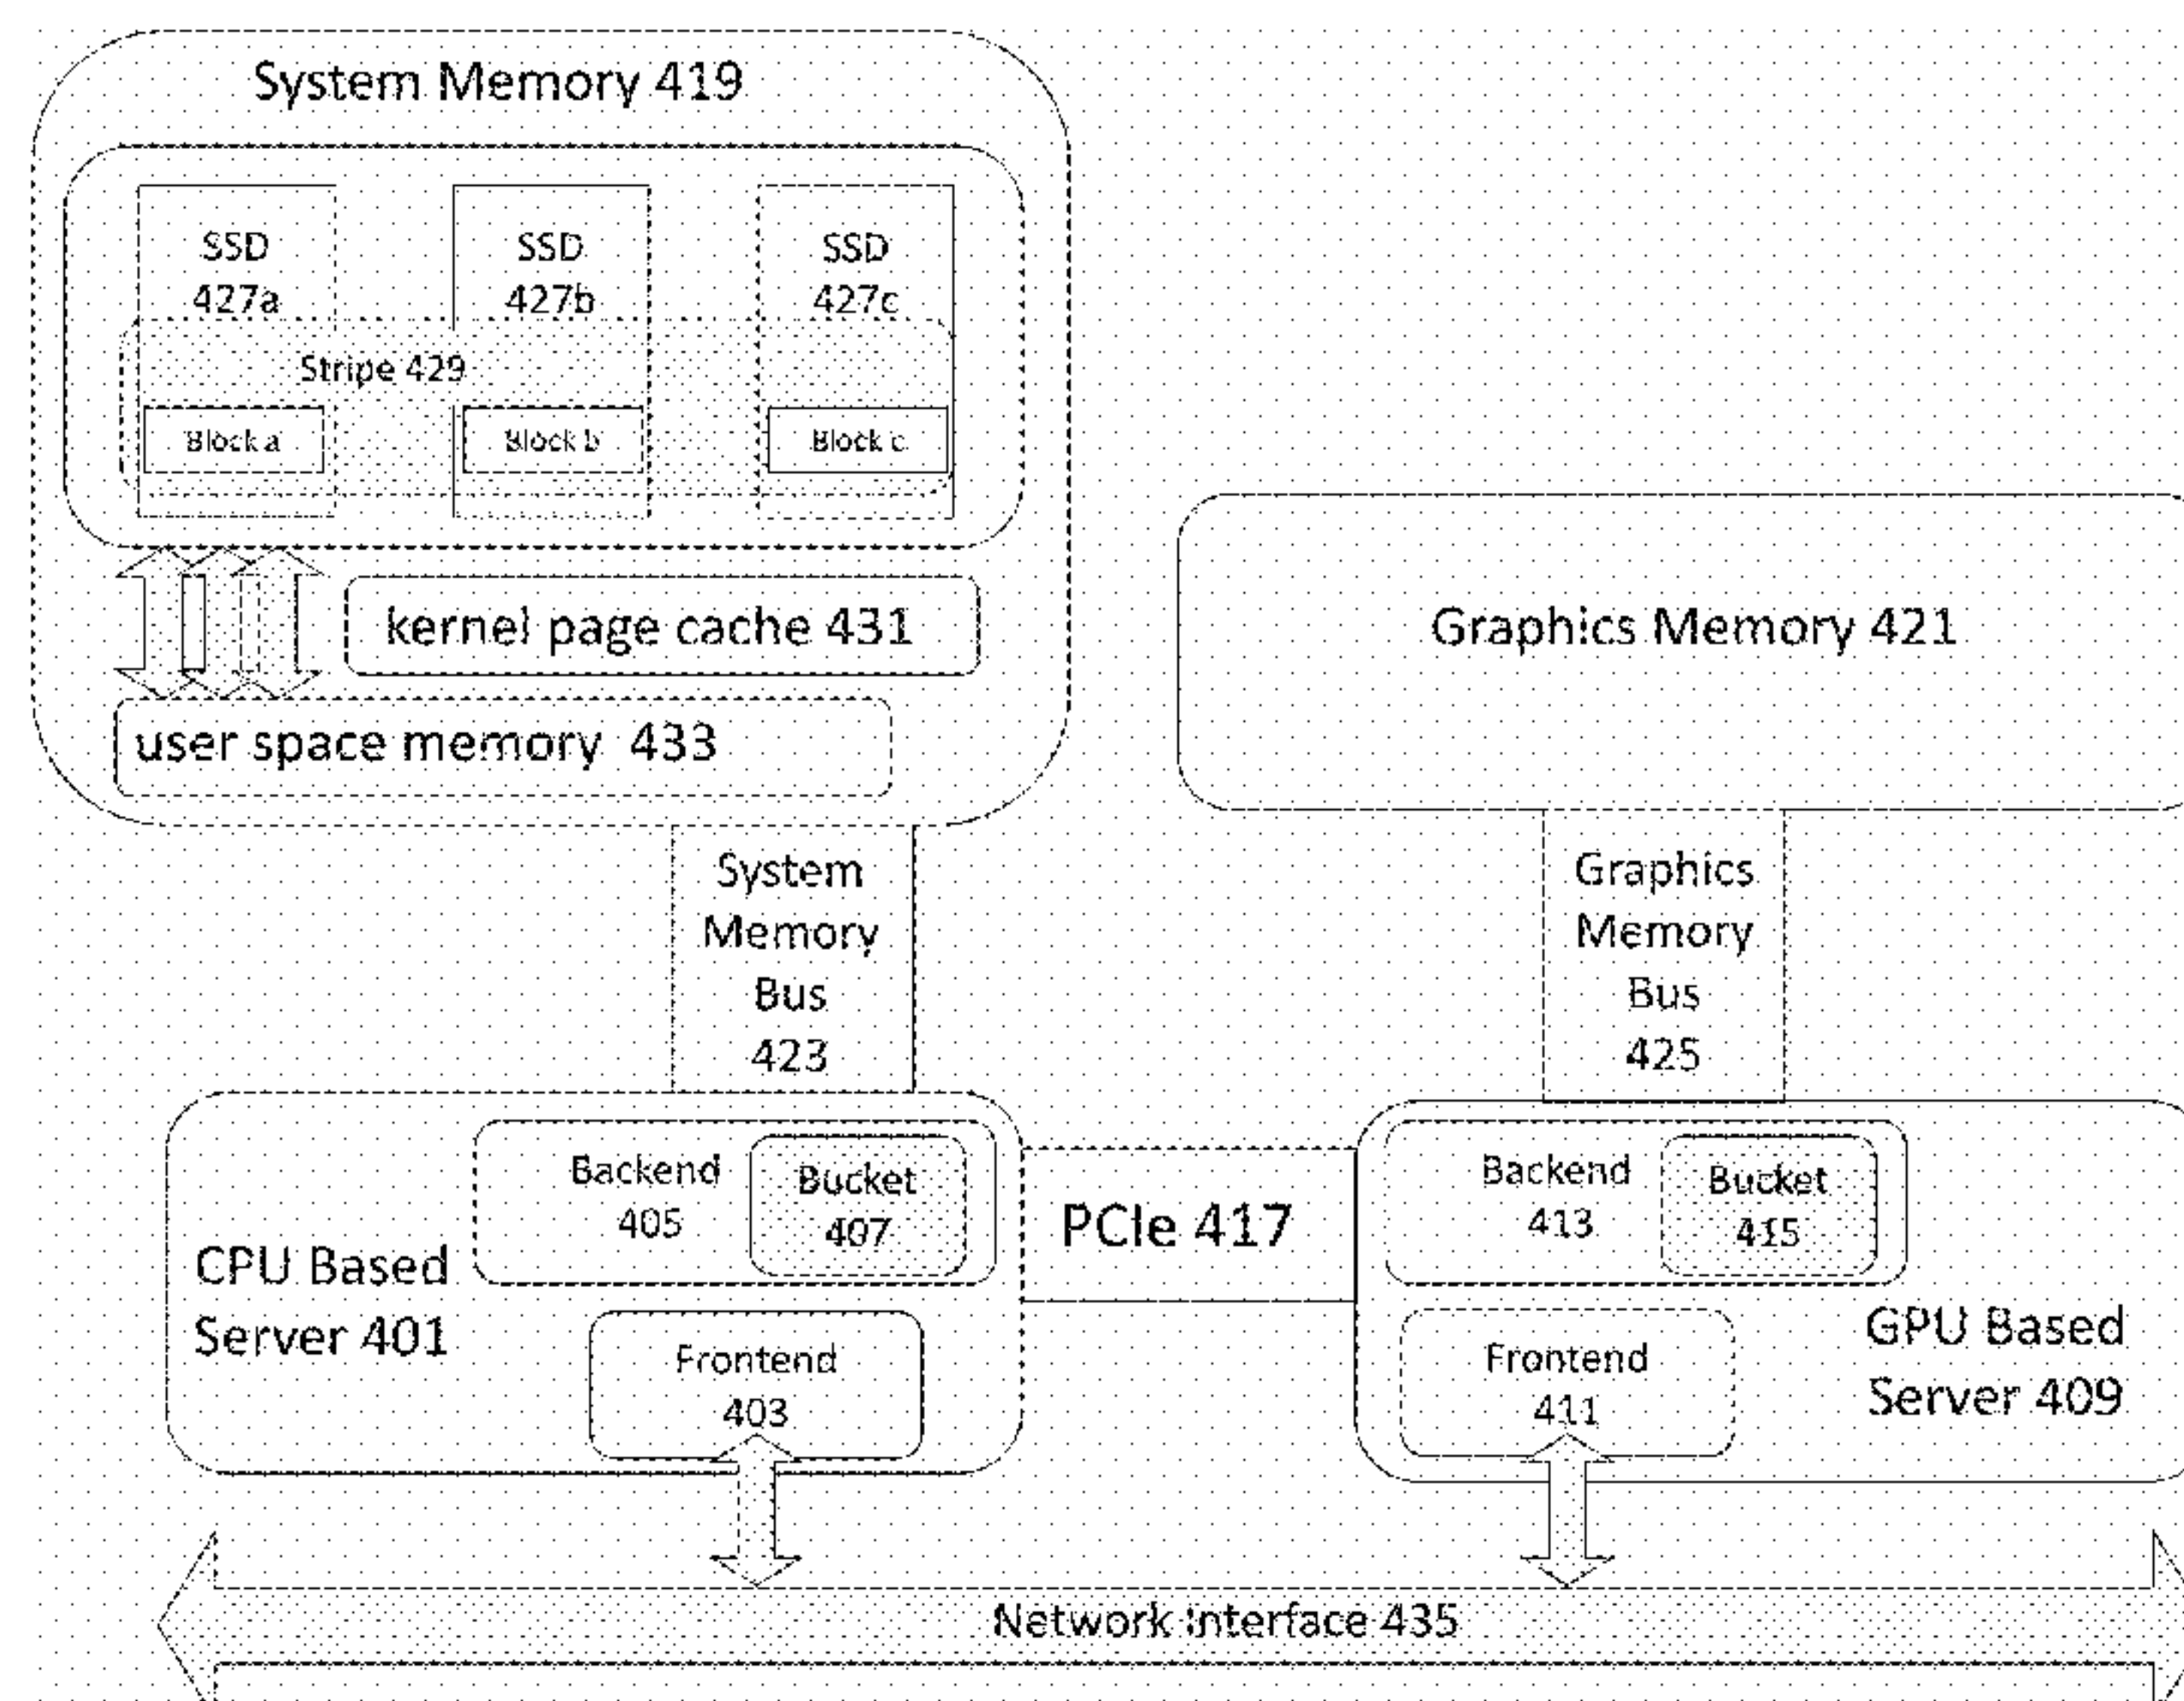 System Memory 419
SSD
427a
SSD
427b
SSD
427c
Stripe 429
Block a
Block b
Block c
kernel page cache 431
user space memory 433
Graphics Memory 421
System
Memory
Bus
423
Graphics
Memory
Bus
425
CPU Based
Server 401
Backend
405
Bucket
407
Frontend
403
PCIe 417
Backend
413
Bucket
415
Frontend
411
GPU Based
Server 409
Network Interface 435